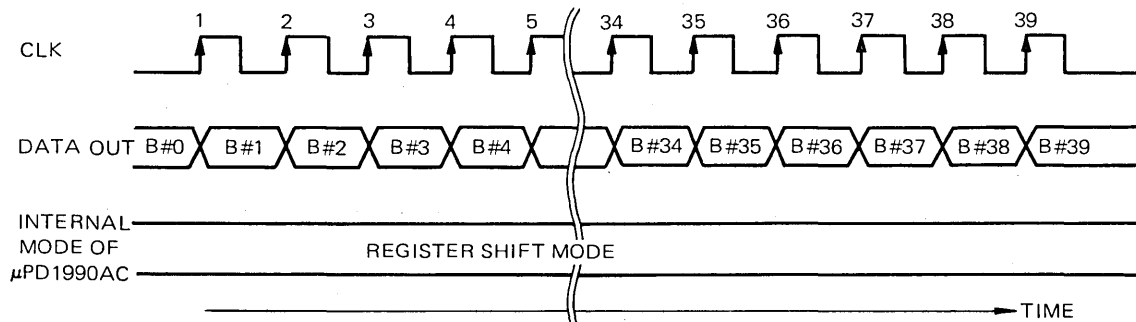 1 2 3 4 5 34 35 36 37 38 39
CLK
DATA OUT B#0 B#1 B#2 B#3 B#4 B#34 B#35 B#36 B#37 B#38 B#39
INTERNAL
MODE OF REGISTER SHIFT MODE
μPD1990AC
TIME